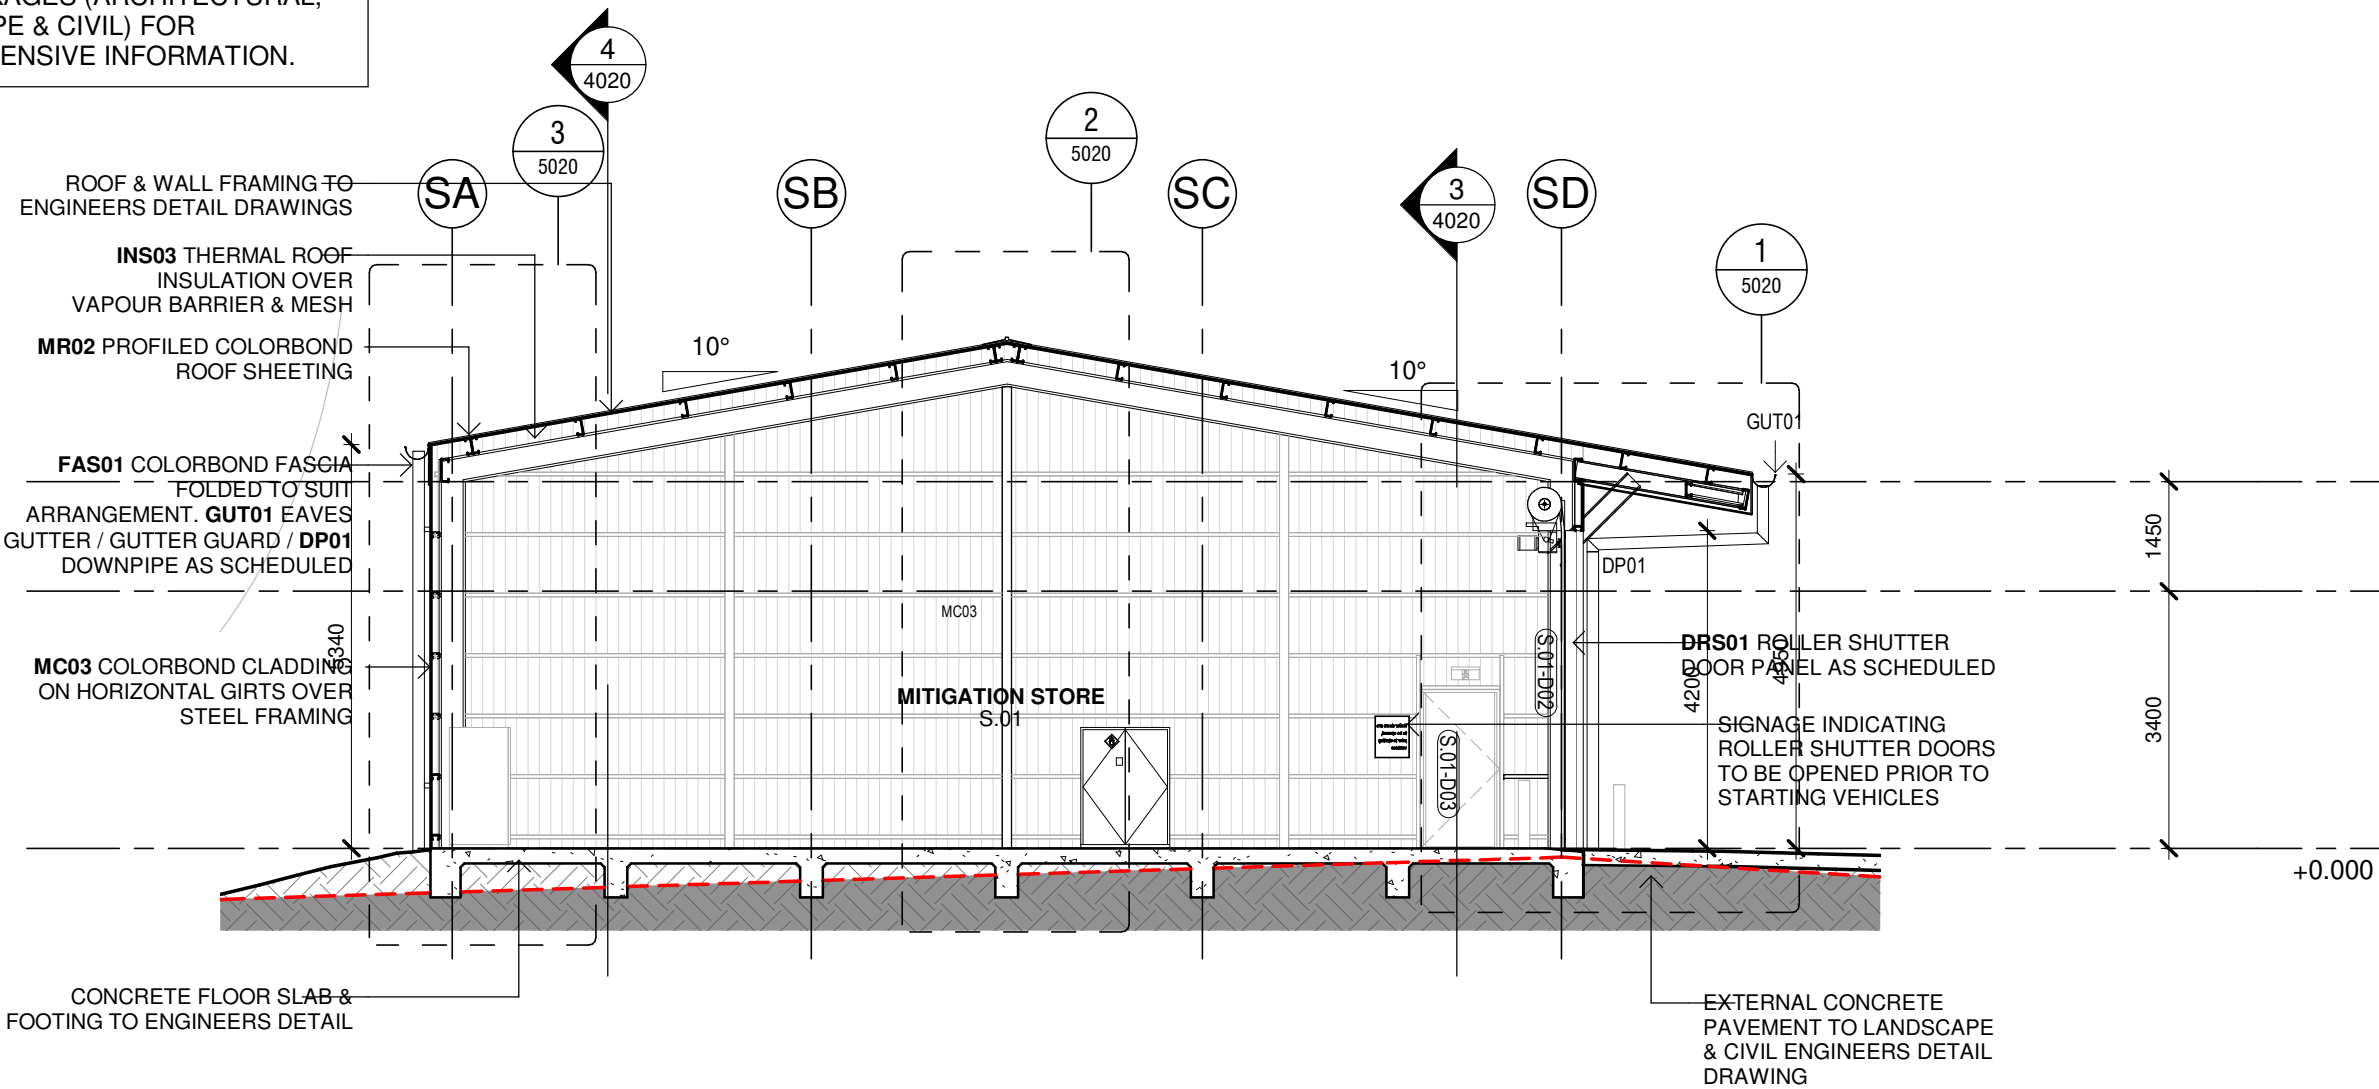 PE & CIVIL) FOR
ENSIVE INFORMATION.
4
4020
3
5020
2
5020
3
4020
1
5020
SA
SB
SC
SD
ROOF & WALL FRAMING TO
ENGINEERS DETAIL DRAWINGS
INS03 THERMAL ROOF
INSULATION OVER
VAPOUR BARRIER & MESH
MR02 PROFILED COLORBOND
ROOF SHEETING
FAS01 COLORBOND FASCIA
FOLDED TO SUIT
ARRANGEMENT. GUT01 EAVES
GUTTER / GUTTER GUARD / DP01
DOWNPIPE AS SCHEDULED
MC03 COLORBOND CLADDING
ON HORIZONTAL GIRTS OVER
STEEL FRAMING
5340
10°
10°
GUT01
DP01
MC03
MITIGATION STORE
S.01
S.01-D02
S.01-D03
DRS01 ROLLER SHUTTER
DOOR PANEL AS SCHEDULED
4200
4950
SIGNAGE INDICATING
ROLLER SHUTTER DOORS
TO BE OPENED PRIOR TO
STARTING VEHICLES
1450
3400
+0.000
CONCRETE FLOOR SLAB &
FOOTING TO ENGINEERS DETAIL
EXTERNAL CONCRETE
PAVEMENT TO LANDSCAPE
& CIVIL ENGINEERS DETAIL
DRAWING